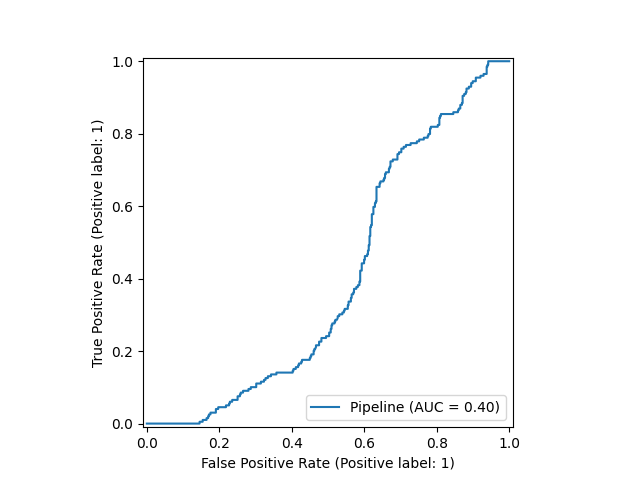 1.0
0.8
0.6
0.4
0.2
0.0
True Positive Rate (Positive label: 1)
Pipeline (AUC = 0.40)
0.0 0.2 0.4 0.6 0.8 1.0
False Positive Rate (Positive label: 1)